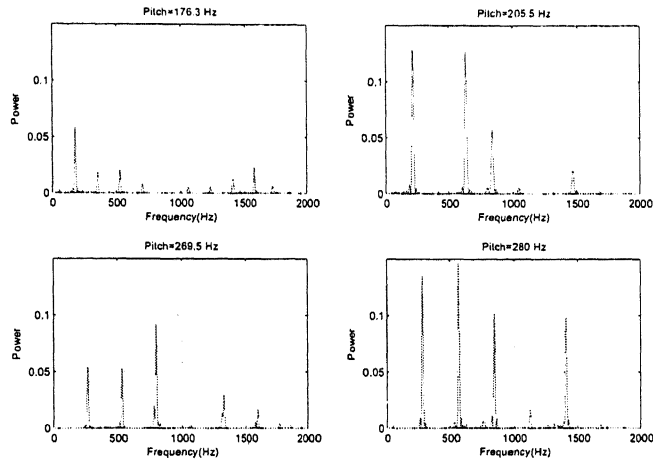 Pitch=176.3 Hz
Power
0.1
0.05
0
0 500 1000 1500 2000
Frequency(Hz)
Pitch=205.5 Hz
Power
0.1
0.05
0
0 500 1000 1500 2000
Frequency(Hz)
Pitch=269.5 Hz
Power
0.1
0.05
0
0 500 1000 1500 2000
Frequency(Hz)
Pitch=280 Hz
Power
0.1
0.05
0
0 500 1000 1500 2000
Frequency(Hz)